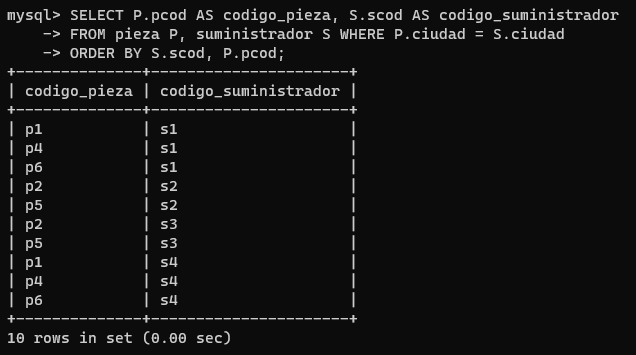 mysql> SELECT P.pcod AS codigo_pieza, S.scod AS codigo_suministrador
    -> FROM pieza P, suministrador S WHERE P.ciudad = S.ciudad
    -> ORDER BY S.scod, P.pcod;
+--------------+----------------------+
| codigo_pieza | codigo_suministrador |
+--------------+----------------------+
| p1           | s1                   |
| p4           | s1                   |
| p6           | s1                   |
| p2           | s2                   |
| p5           | s2                   |
| p2           | s3                   |
| p5           | s3                   |
| p1           | s4                   |
| p4           | s4                   |
| p6           | s4                   |
+--------------+----------------------+
10 rows in set (0.00 sec)